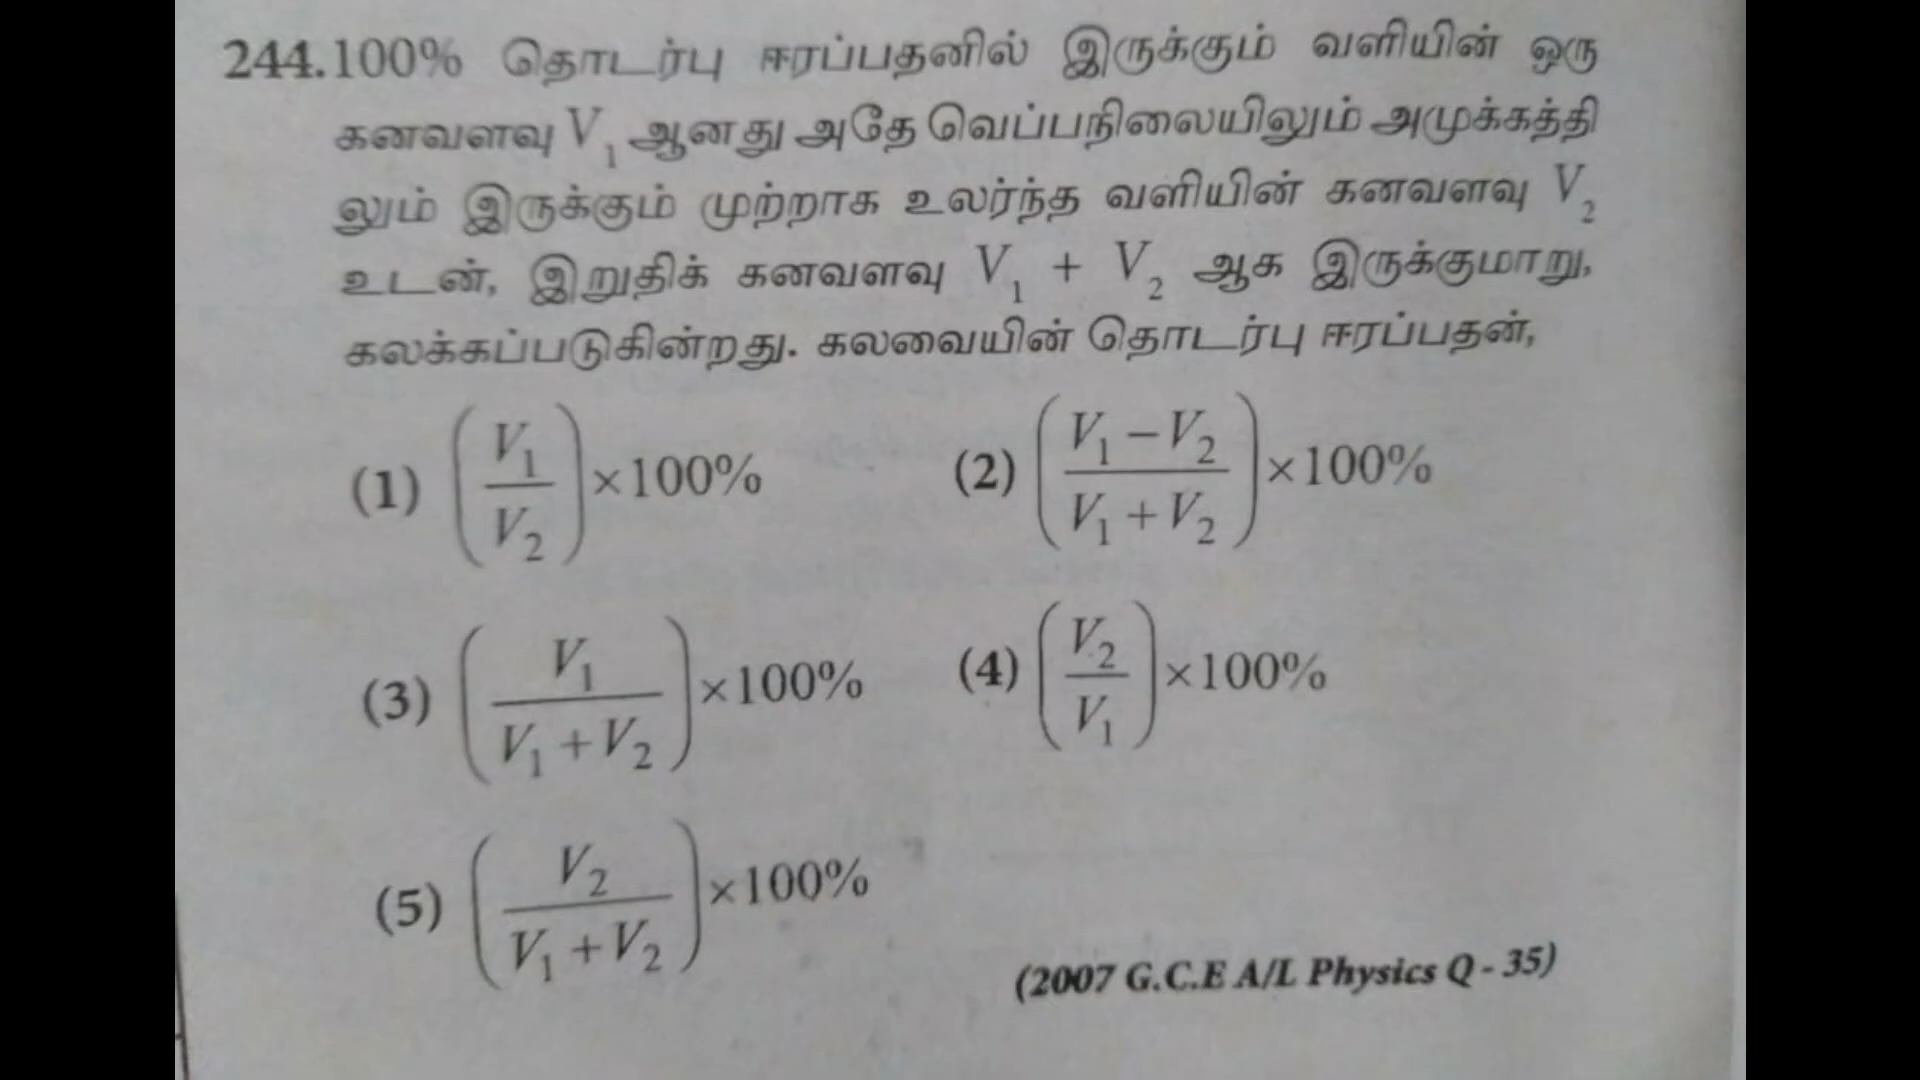 244.100% தொடர்பு ஈரப்பதனில் இருக்கும் வளியின் ஒரு
கனவளவு V₁ ஆனது அதே வெப்பநிலையிலும் அமுக்கத்தி
லும் இருக்கும் முற்றாக உலர்ந்த வளியின் கனவளவு V₂
உடன், இறுதிக் கனவளவு V₁ + V₂ ஆக இருக்குமாறு,
கலக்கப்படுகின்றது. கலவையின் தொடர்பு ஈரப்பதன்,
(1) (V₁/V₂)×100% (2) ((V₁−V₂)/(V₁+V₂))×100%
(3) (V₁/(V₁+V₂))×100% (4) (V₂/V₁)×100%
(5) (V₂/(V₁+V₂))×100%
(2007 G.C.E A/L Physics Q - 35)